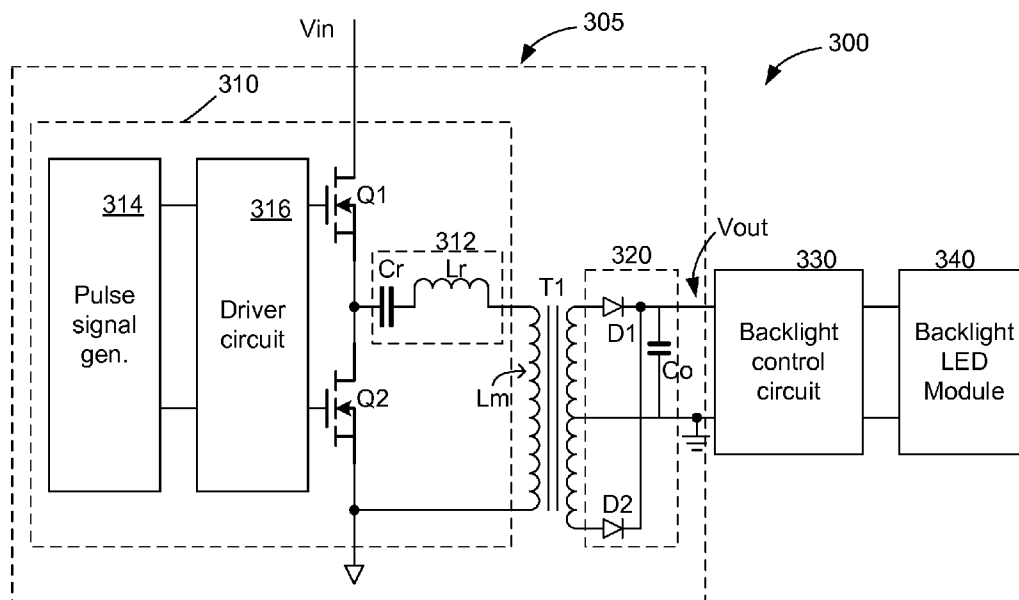 Vin
305
300
310
314
316
Q1
312
Cr
Lr
Pulse
signal
gen.
Driver
circuit
Q2
Lm
T1
320
D1
Co
D2
Vout
330
Backlight
control
circuit
340
Backlight
LED
Module